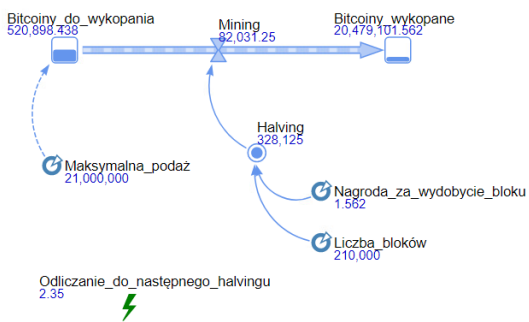 Bitcoiny_do_wykopania
520,898.438
Mining
82,031.25
Bitcoiny_wykopane
20,479,101.562
Halving
328,125
Maksymalna_podaż
21,000,000
Nagroda_za_wydobycie_bloku
1.562
Liczba_bloków
210,000
Odliczanie_do_następnego_halvingu
2.35